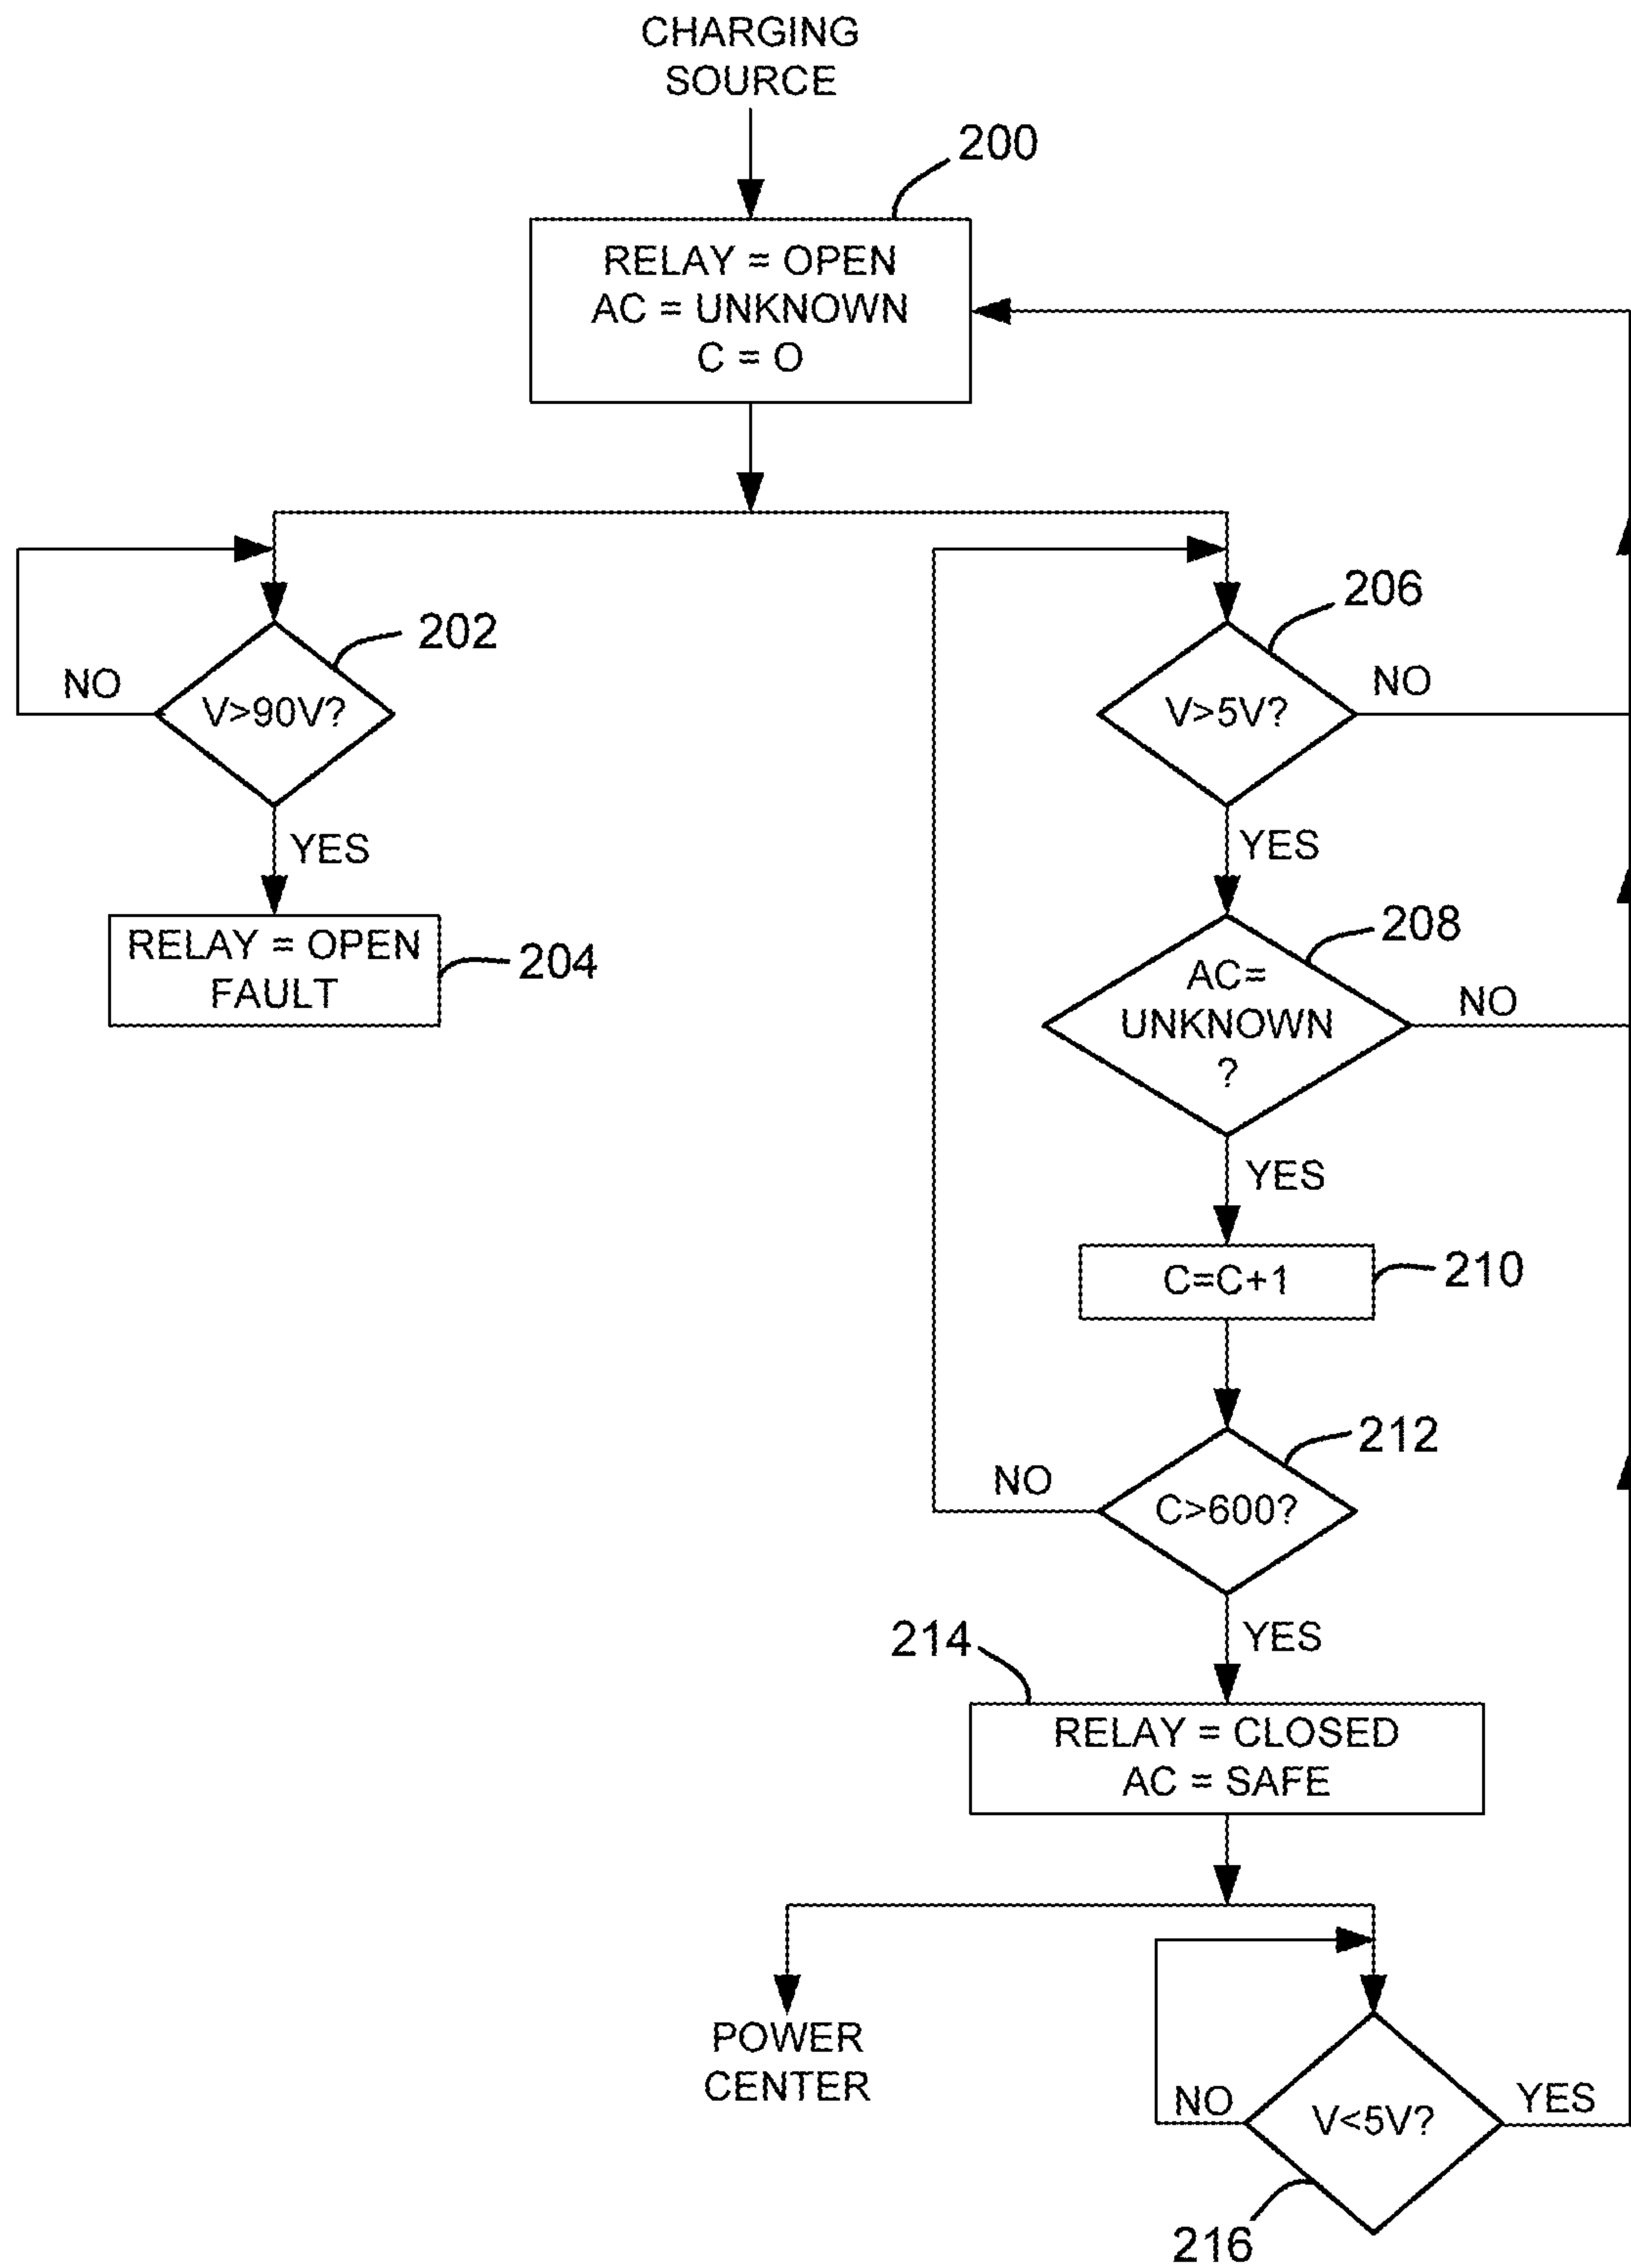 CHARGING
SOURCE
200
RELAY = OPEN
AC = UNKNOWN
C = O
202
NO
V>90V?
YES
RELAY = OPEN
FAULT
204
206
V>5V?
NO
YES
208
AC=
UNKNOWN
?
NO
YES
C=C+1
210
212
NO
C>600?
YES
214
RELAY = CLOSED
AC = SAFE
POWER
CENTER
NO
V<5V?
YES
216